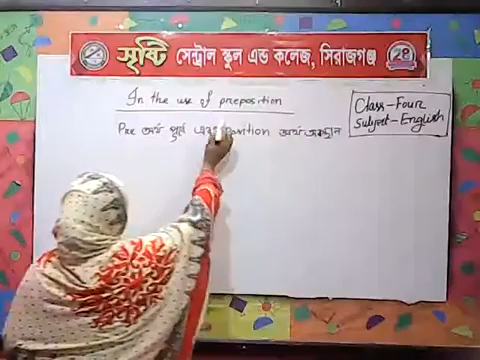 সৃষ্টি সেন্ট্রাল স্কুল এন্ড কলেজ, সিরাজগঞ্জ
In the use of preposition
Class - Four
Subject - English
Pre অর্থ পূর্বে এবং position অর্থ অবস্থান